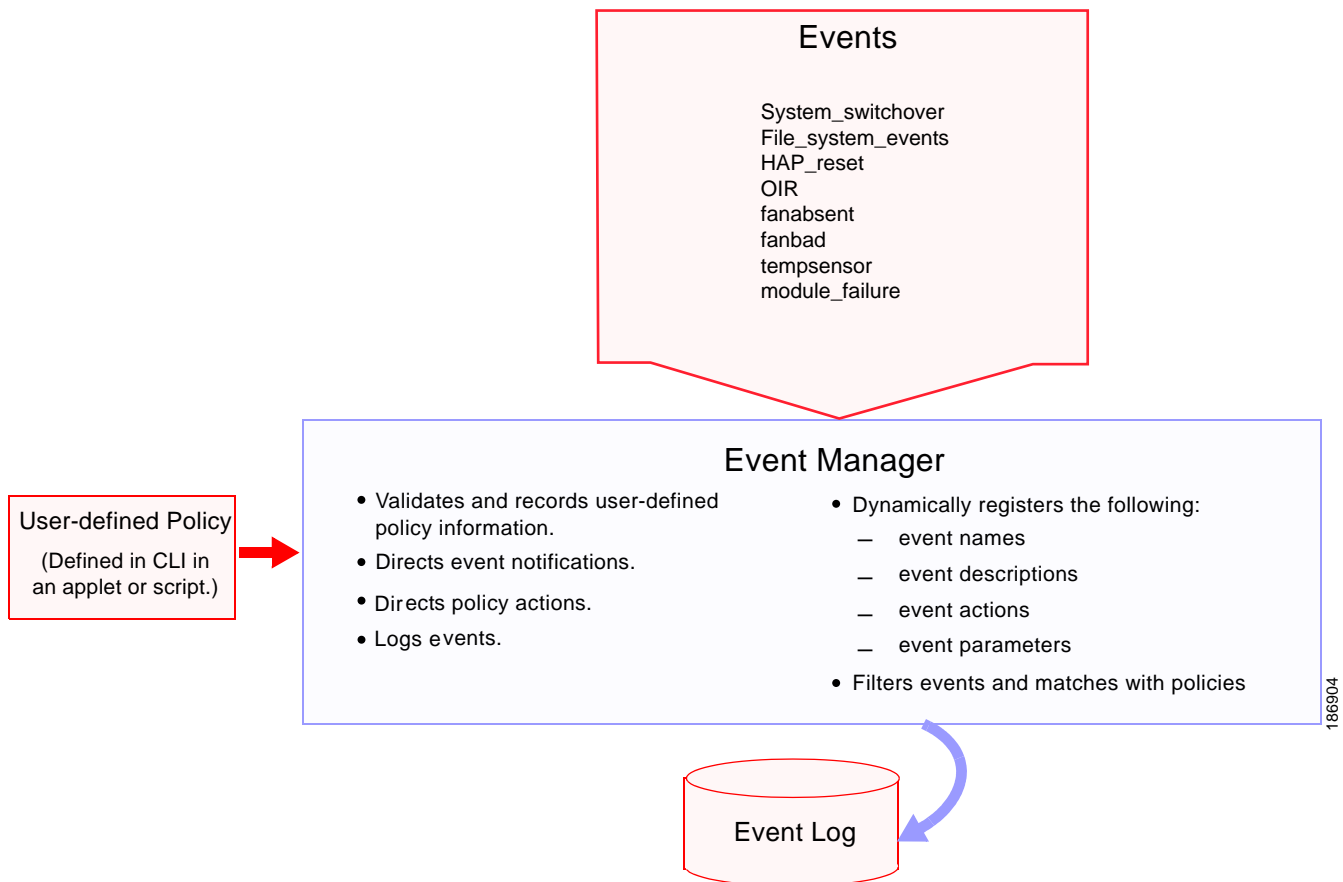 Events
System_switchover
File_system_events
HAP_reset
OIR
fanabsent
fanbad
tempsensor
module_failure
User-defined Policy
(Defined in CLI in
an applet or script.)
Event Manager
• Validates and records user-defined
policy information.
• Directs event notifications.
• Directs policy actions.
• Logs events.
• Dynamically registers the following:
– event names
– event descriptions
– event actions
– event parameters
• Filters events and matches with policies
186904
Event Log